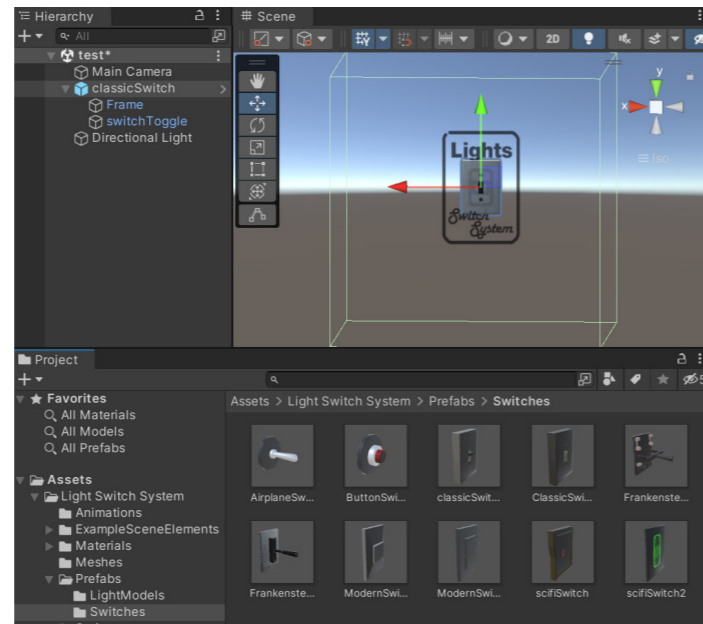 Hierarchy
# Scene
All
2D
test*
Main Camera
classicSwitch
Frame
switchToggle
Directional Light
y
x
Iso
Lights
Switch
System
Project
5
Favorites
All Materials
All Models
All Prefabs
Assets > Light Switch System > Prefabs > Switches
Assets
Light Switch System
Animations
ExampleSceneElements
Materials
Meshes
Prefabs
LightModels
Switches
AirplaneSw...
ButtonSwi...
classicSwit...
ClassicSwi...
Frankenste...
Frankenste...
ModernSwi...
ModernSwi...
scifiSwitch
scifiSwitch2